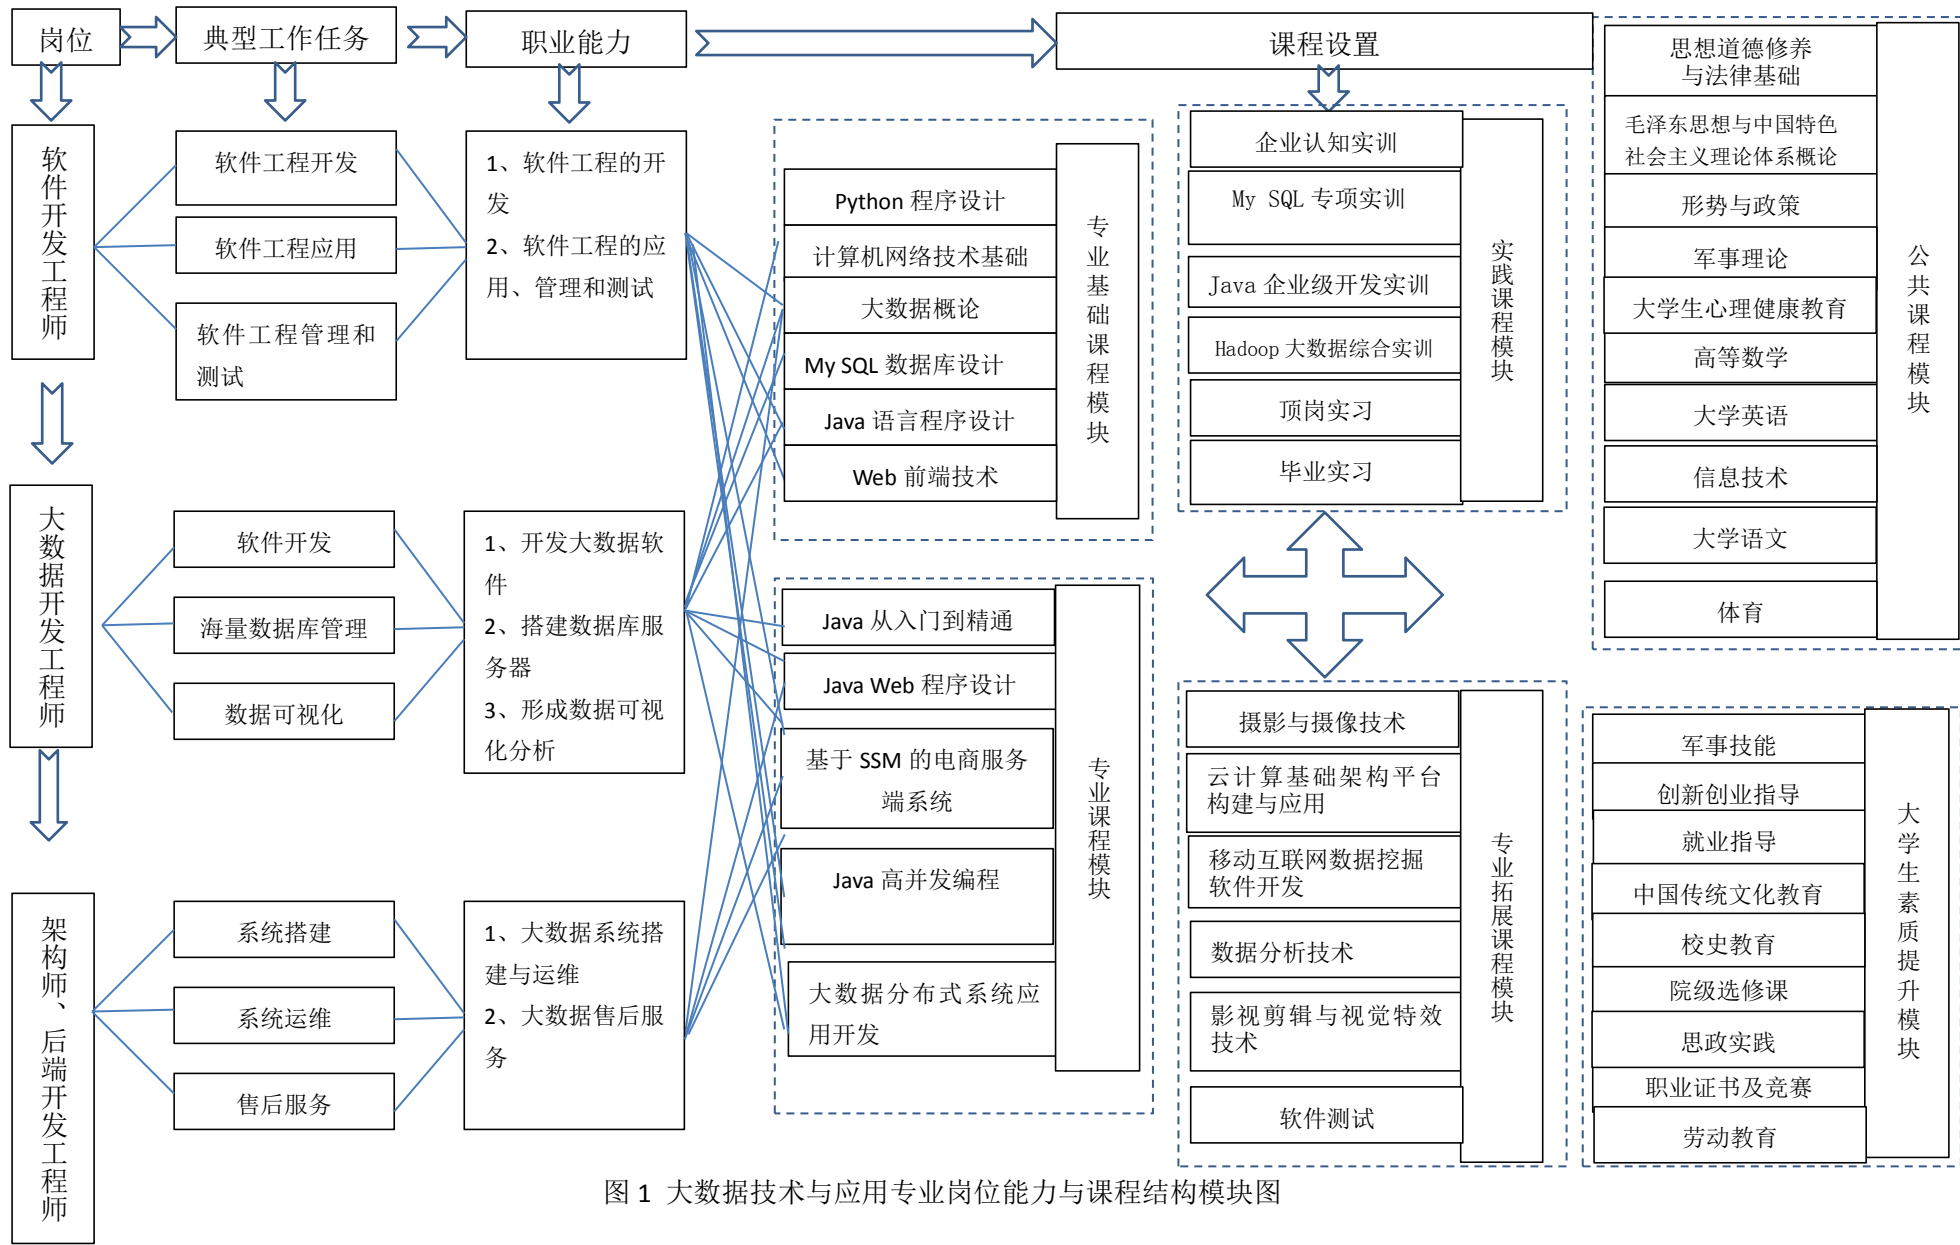 岗位
典型工作任务
职业能力
课程设置
软件开发工程师
软件工程开发
软件工程应用
软件工程管理和
测试
1、软件工程的开
发
2、软件工程的应
用、管理和测试
大数据开发工程师
软件开发
海量数据库管理
数据可视化
1、开发大数据软
件
2、搭建数据库服
务器
3、形成数据可视
化分析
架构师、后端开发工程师
系统搭建
系统运维
售后服务
1、大数据系统搭
建与运维
2、大数据售后服
务
Python 程序设计
计算机网络技术基础
大数据概论
My SQL 数据库设计
Java 语言程序设计
Web 前端技术
专业基础课程模块
Java 从入门到精通
Java Web 程序设计
基于 SSM 的电商服务
端系统
Java 高并发编程
大数据分布式系统应
用开发
专业课程模块
企业认知实训
My SQL 专项实训
Java 企业级开发实训
Hadoop 大数据综合实训
顶岗实习
毕业实习
实践课程模块
摄影与摄像技术
云计算基础架构平台
构建与应用
移动互联网数据挖掘
软件开发
数据分析技术
影视剪辑与视觉特效
技术
软件测试
专业拓展课程模块
思想道德修养
与法律基础
毛泽东思想与中国特色
社会主义理论体系概论
形势与政策
军事理论
大学生心理健康教育
高等数学
大学英语
信息技术
大学语文
体育
公共课程模块
军事技能
创新创业指导
就业指导
中国传统文化教育
校史教育
院级选修课
思政实践
职业证书及竞赛
劳动教育
大学生素质提升模块
图 1 大数据技术与应用专业岗位能力与课程结构模块图